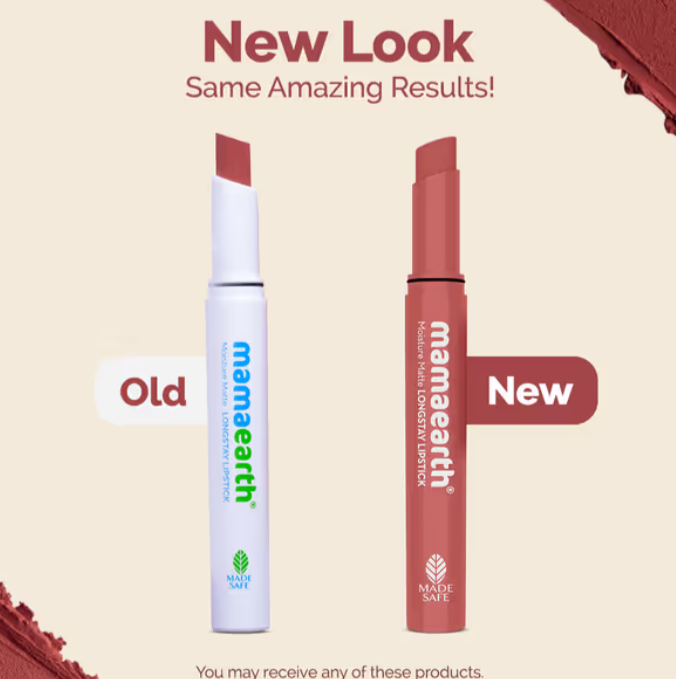 New Look
Same Amazing Results!
Old
mamaearth®
Moisture Matte LONGSTAY LIPSTICK
MADE
SAFE
mamaearth®
Moisture Matte LONGSTAY LIPSTICK
MADE
SAFE
New
You may receive any of these products.